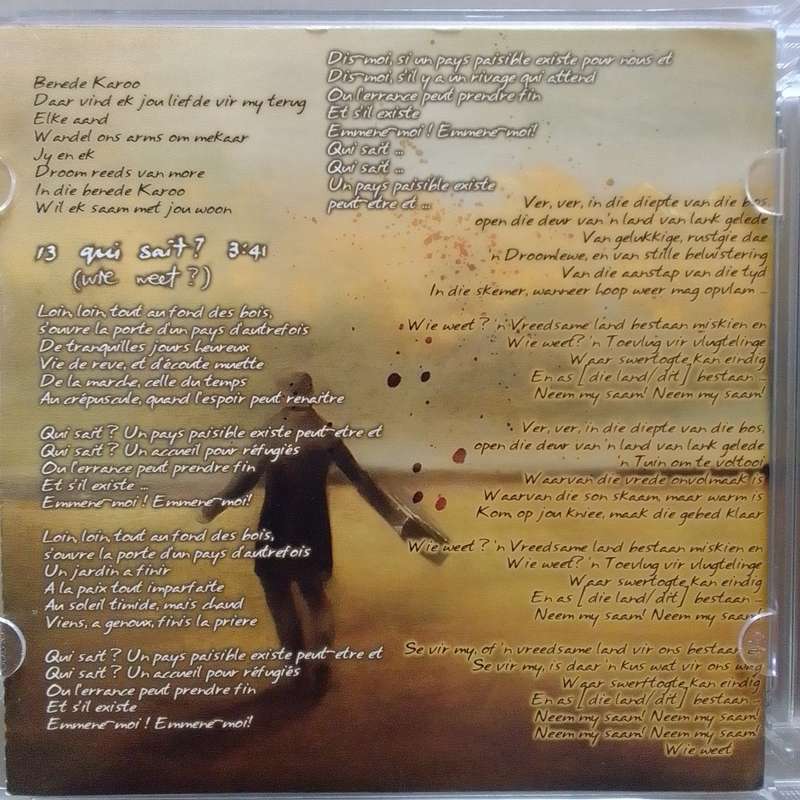 Benede Karoo
Daar vind ek jou liefde vir my terug
Elke aand
Wandel ons arms om mekaar
Jy en ek
Droom reeds van more
In die benede Karoo
Wil ek saam met jou woon
13 qui sait? 3:41
(wie weet?)
Loin, loin, tout au fond des bois,
s'ouvre la porte d'un pays d'autrefois
De tranquilles jours heureux
Vie de reve, et d'écoute muette
De la marche, celle du temps
Au crépuscule, quand l'espoir peut renaitre
Qui sait? Un pays paisible existe peut-etre et
Qui sait? Un accueil pour réfugiés
Ou l'errance peut prendre fin
Et s'il existe ...
Emmene-moi! Emmene-moi!
Loin, loin, tout au fond des bois,
s'ouvre la porte d'un pays d'autrefois
Un jardin a finir
A la paix tout imparfaite
Au soleil timide, mais chaud
Viens, a genoux, finis la priere
Qui sait? Un pays paisible existe peut-etre et
Qui sait? Un accueil pour réfugiés
Ou l'errance peut prendre fin
Et s'il existe
Emmene-moi! Emmene-moi!
Dis-moi, si un pays paisible existe pour nous et
Dis-moi, s'il y a un rivage qui attend
Ou l'errance peut prendre fin
Et s'il existe
Emmene-moi! Emmene-moi!
Qui sait ...
Qui sait ...
Un pays paisible existe
peut-etre et ...
Ver, ver, in die diepte van die bos
open die deur van 'n land van lank gelede
Van gelukkige, rustgie dae
'n Droomlewe, en van stille beluistering
Van die aanstap van die tyd
In die skemer, wanneer hoop weer mag opvlam ...
Wie weet? 'n Vreedsame land bestaan miskien en
Wie weet? 'n Toevlug vir vlugtelinge
Waar swertogte kan eindig
En as [die land/dit] bestaan ...
Neem my saam! Neem my saam!
Ver, ver, in die diepte van die bos,
open die deur van 'n land van lank gelede
'n Tuin om te voltooi
Waarvan die vrede onvolmaak is
Waarvan die son skaam, maar warm is
Kom op jou kniee, maak die gebed klaar
Wie weet? 'n Vreedsame land bestaan miskien en
Wie weet? 'n Toevlug vir vlugtelinge
Waar swertogte kan eindig
En as [die land/dit] bestaan ...
Neem my saam! Neem my saam!
Se vir my, of 'n vreedsame land vir ons bestaan
Se vir my, is daar 'n kus wat vir ons wag
Waar swerftogte kan eindig
En as [die land/dit] bestaan ...
Neem my saam! Neem my saam!
Neem my saam! Neem my saam!
Wie weet